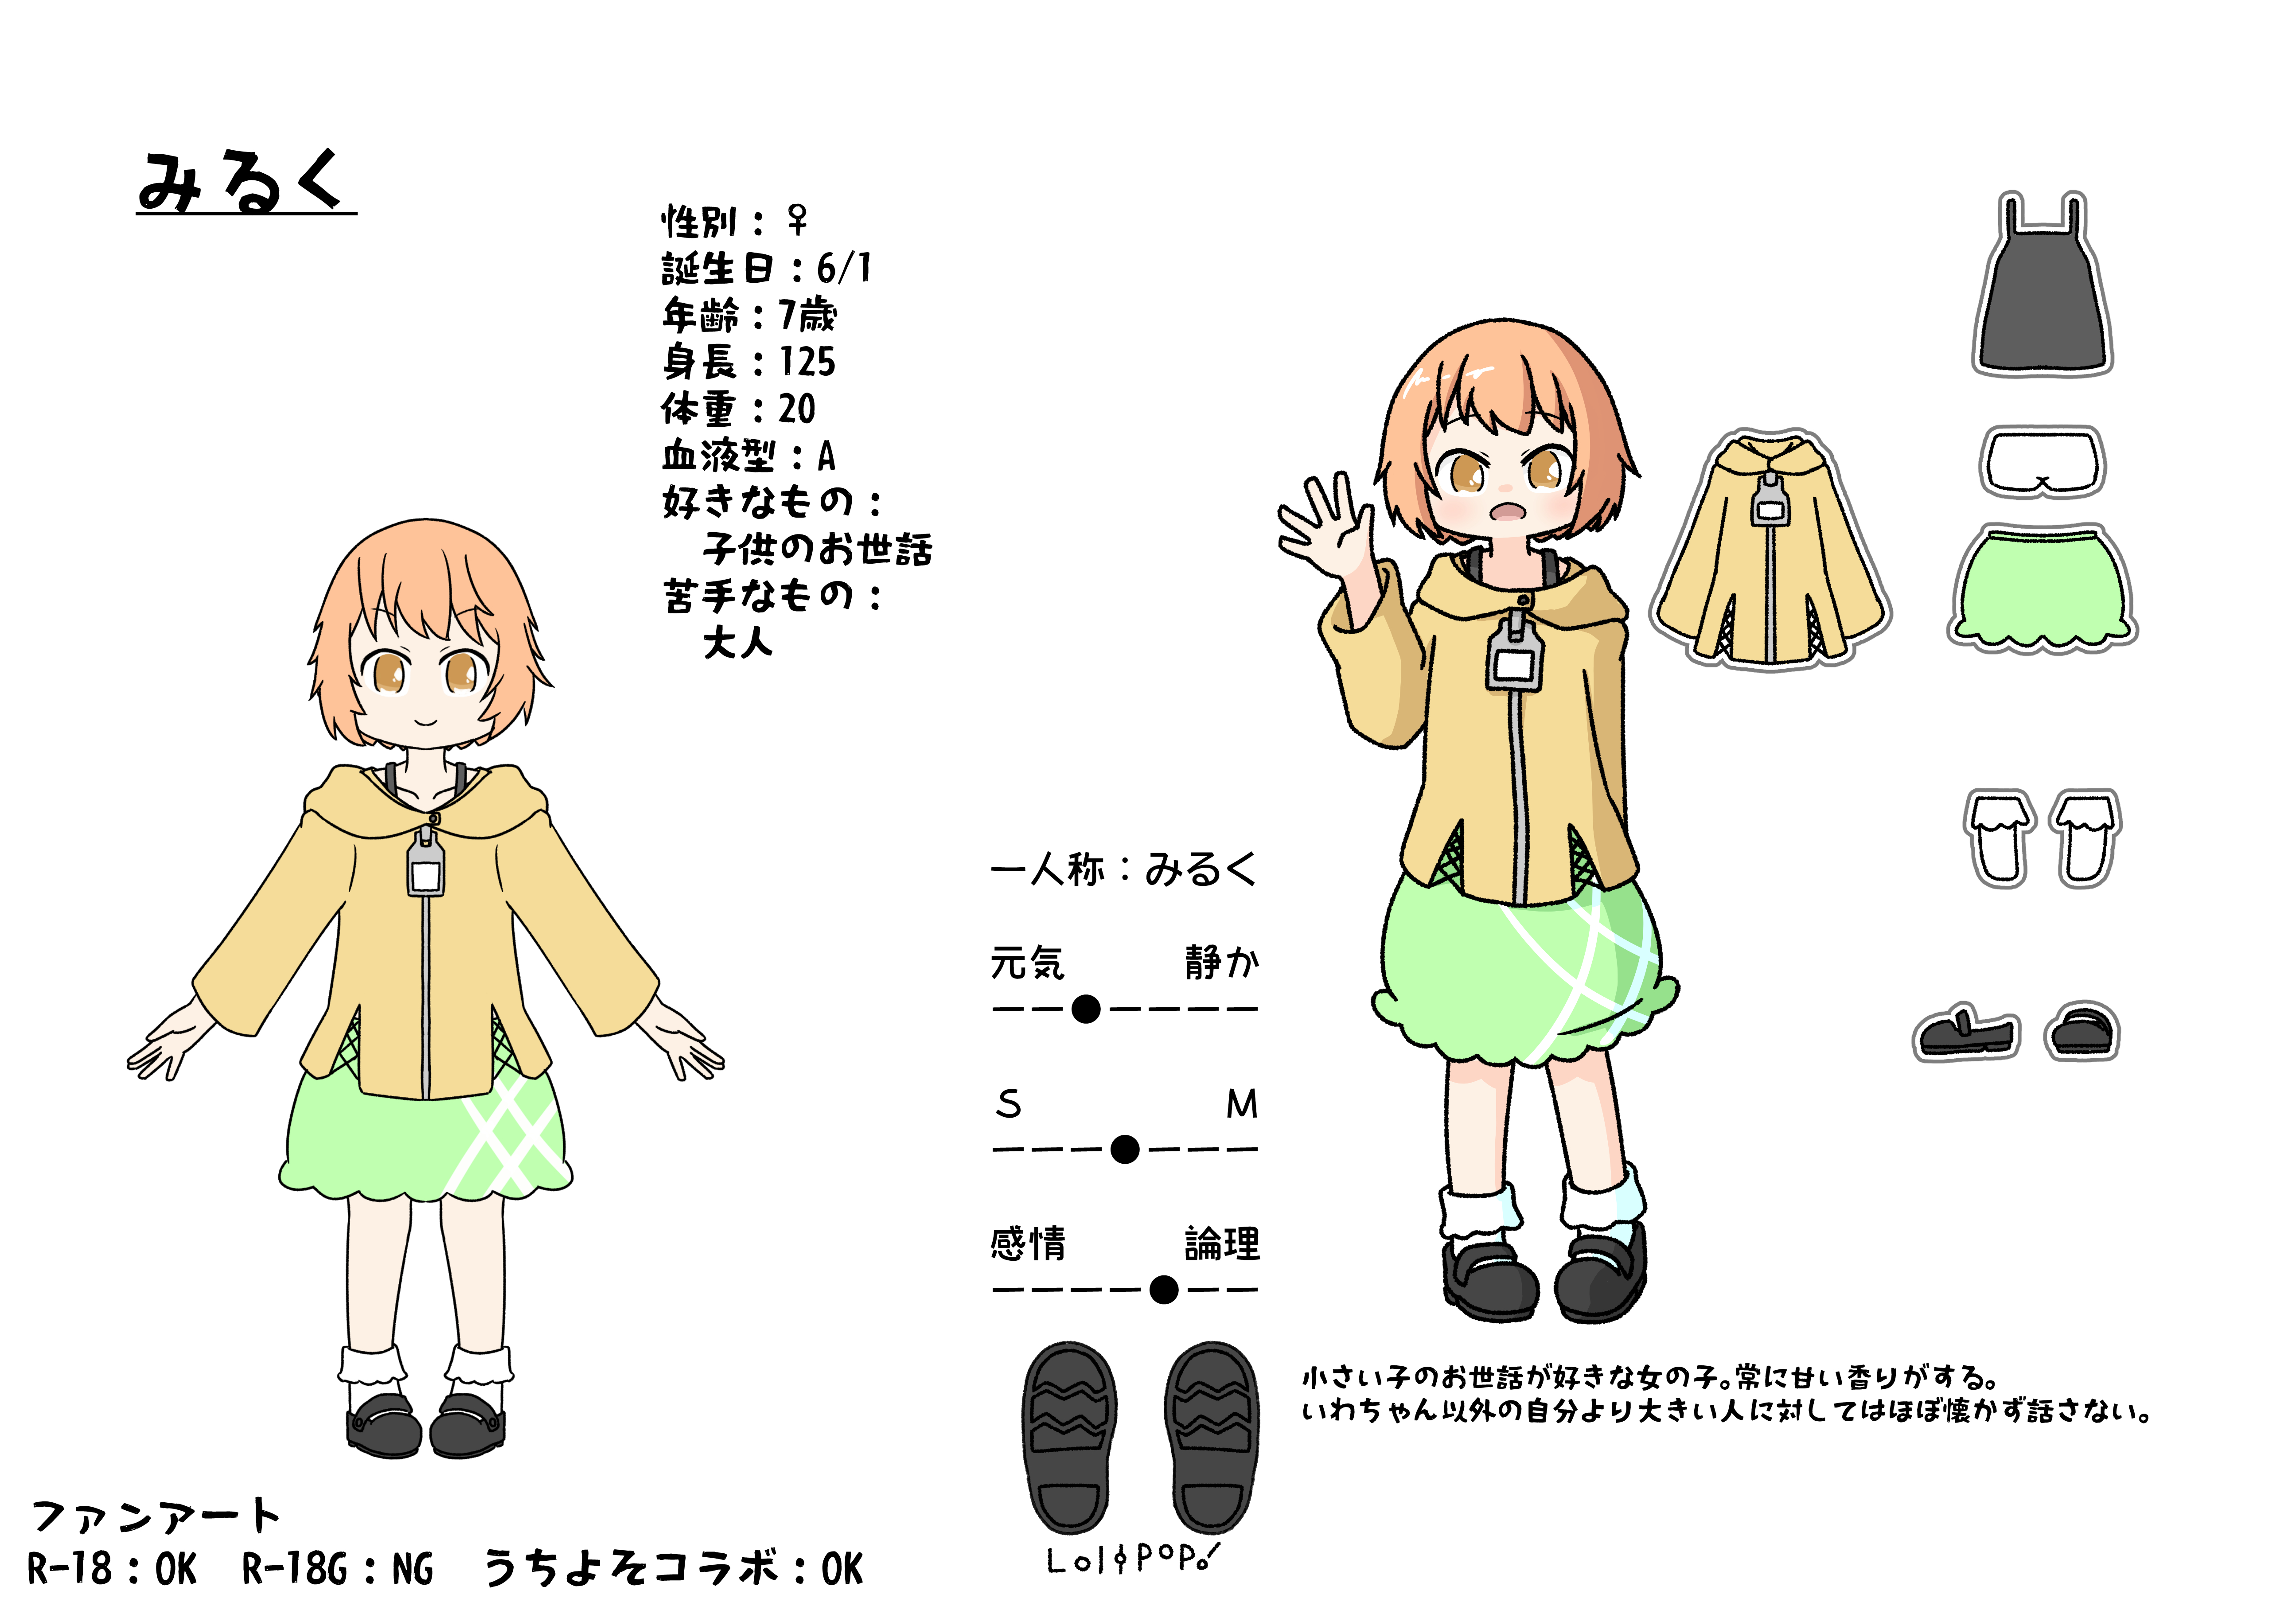 みるく
性別：♀
誕生日：6/1
年齢：7歳
身長：125
体重：20
血液型：A
好きなもの：
子供のお世話
苦手なもの：
大人
一人称：みるく
元気 静か
S M
感情 論理
小さい子のお世話が好きな女の子。常に甘い香りがする。
いわちゃん以外の自分より大きい人に対してはほぼ懐かず話さない。
LoliPoP!
ファンアート
R-18：OK R-18G：NG うちよそコラボ：OK